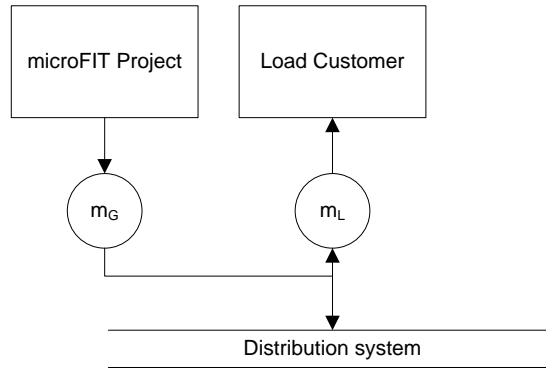 microFIT Project
Load Customer
mG
mL
Distribution system